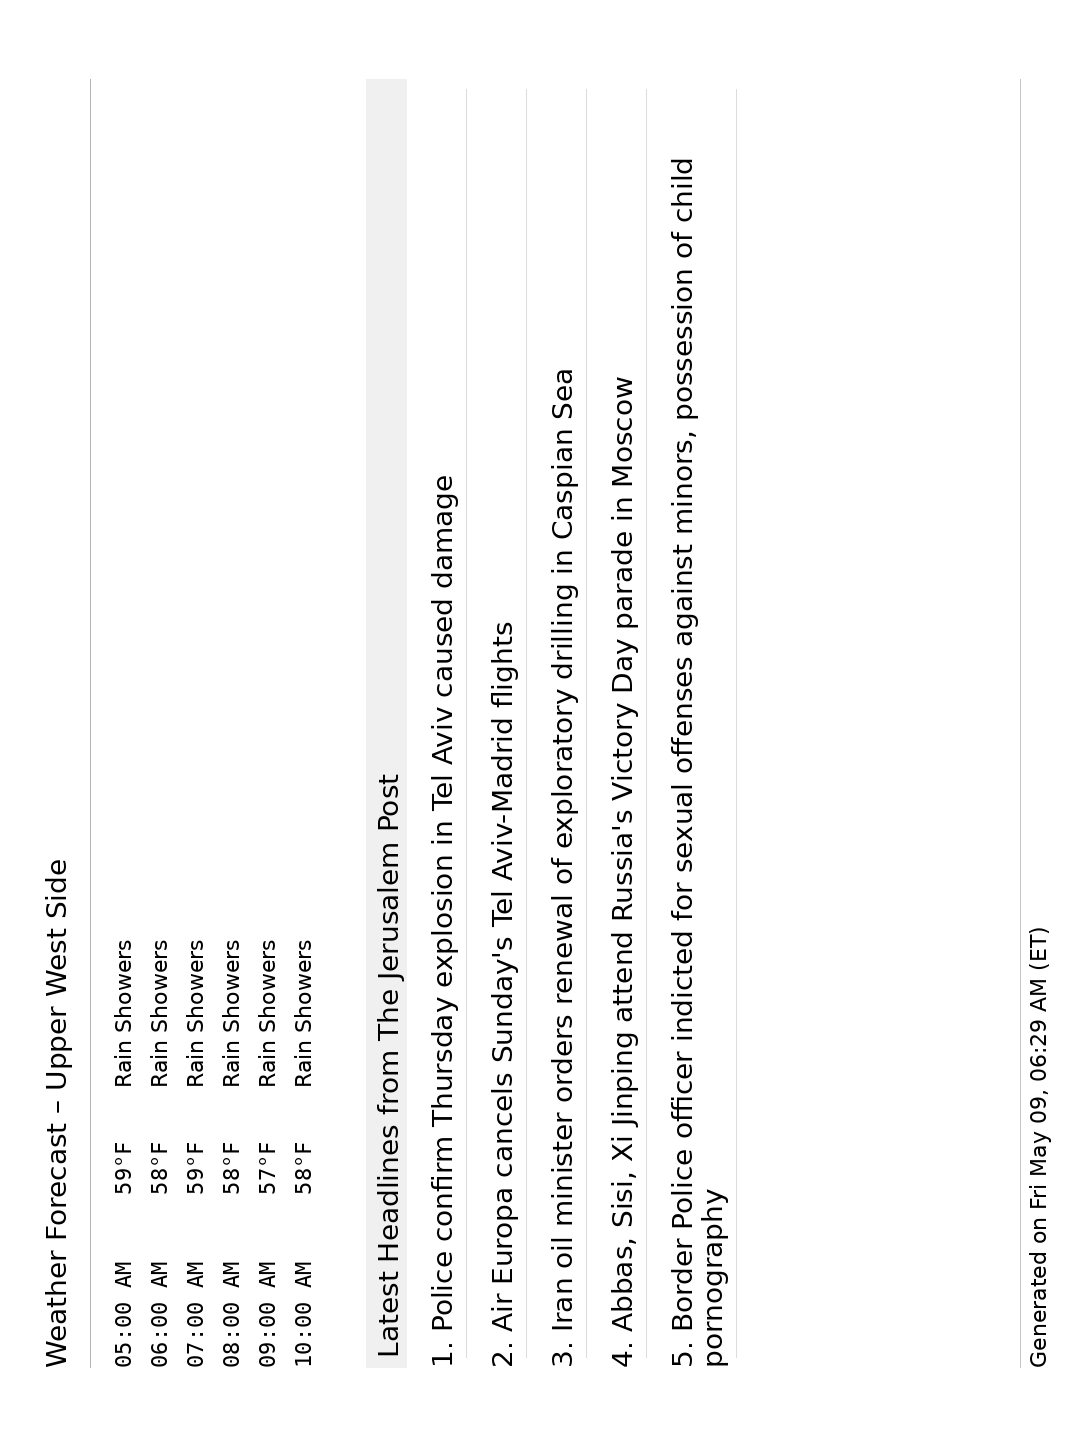 Weather Forecast – Upper West Side
05:00 AM 59°F Rain Showers
06:00 AM 58°F Rain Showers
07:00 AM 59°F Rain Showers
08:00 AM 58°F Rain Showers
09:00 AM 57°F Rain Showers
10:00 AM 58°F Rain Showers
Latest Headlines from The Jerusalem Post
1. Police confirm Thursday explosion in Tel Aviv caused damage
2. Air Europa cancels Sunday's Tel Aviv-Madrid flights
3. Iran oil minister orders renewal of exploratory drilling in Caspian Sea
4. Abbas, Sisi, Xi Jinping attend Russia's Victory Day parade in Moscow
5. Border Police officer indicted for sexual offenses against minors, possession of child
pornography
Generated on Fri May 09, 06:29 AM (ET)